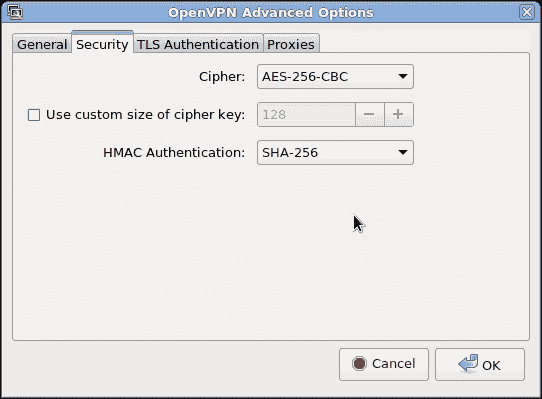 OpenVPN Advanced Options
General Security TLS Authentication Proxies
Cipher: AES-256-CBC
Use custom size of cipher key: 128
HMAC Authentication: SHA-256
Cancel OK